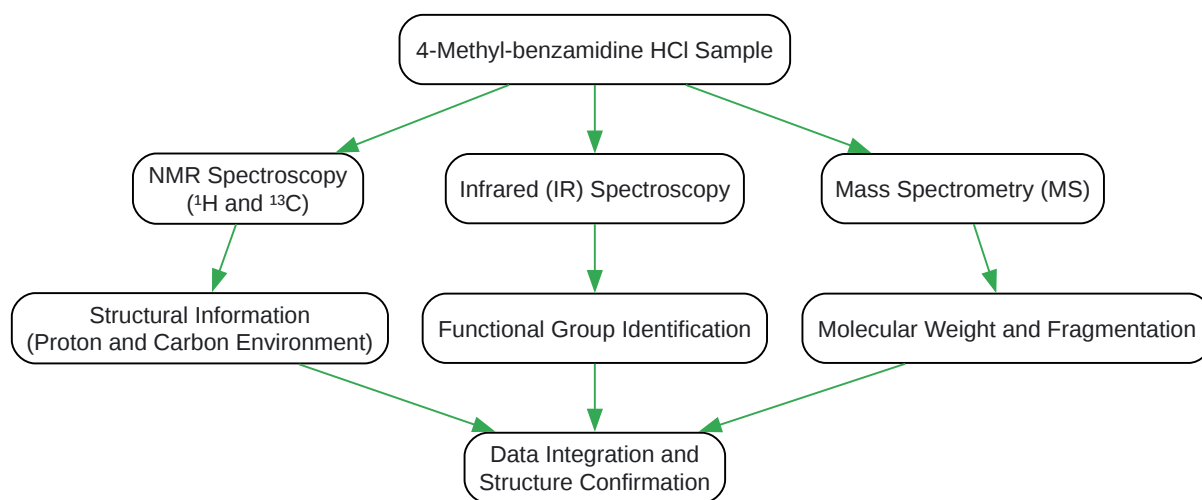 4-Methyl-benzamidine HCl Sample
NMR Spectroscopy
(¹H and ¹³C)
Infrared (IR) Spectroscopy
Mass Spectrometry (MS)
Structural Information
(Proton and Carbon Environment)
Functional Group Identification
Molecular Weight and Fragmentation
Data Integration and
Structure Confirmation